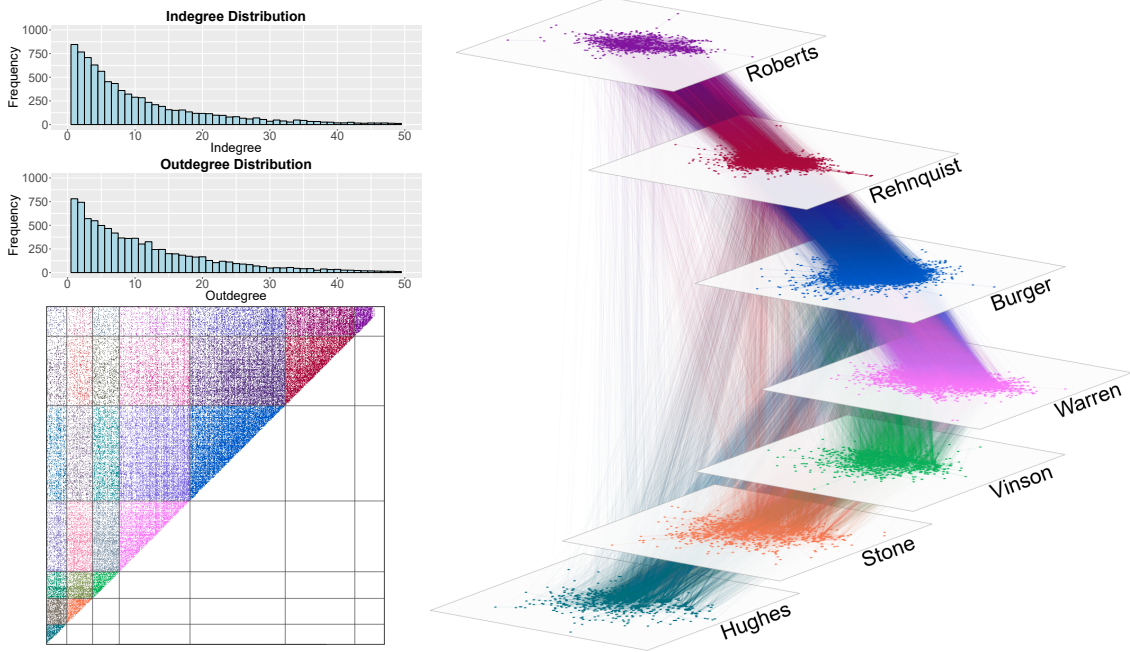 Indegree Distribution
Frequency
1000
750
500
250
0
0 10 20 30 40 50
Indegree
Outdegree Distribution
Frequency
1000
750
500
250
0
0 10 20 30 40 50
Outdegree
Roberts
Rehnquist
Burger
Warren
Vinson
Stone
Hughes